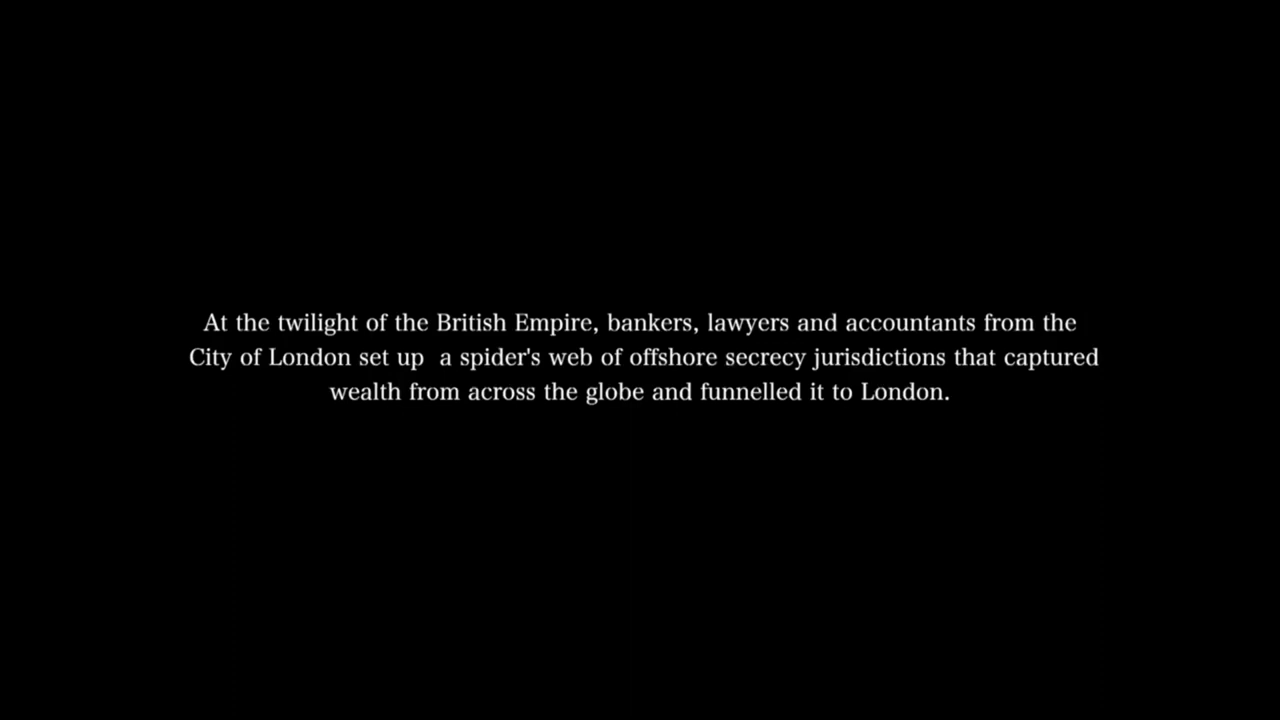 At the twilight of the British Empire, bankers, lawyers and accountants from the
City of London set up  a spider's web of offshore secrecy jurisdictions that captured
wealth from across the globe and funnelled it to London.